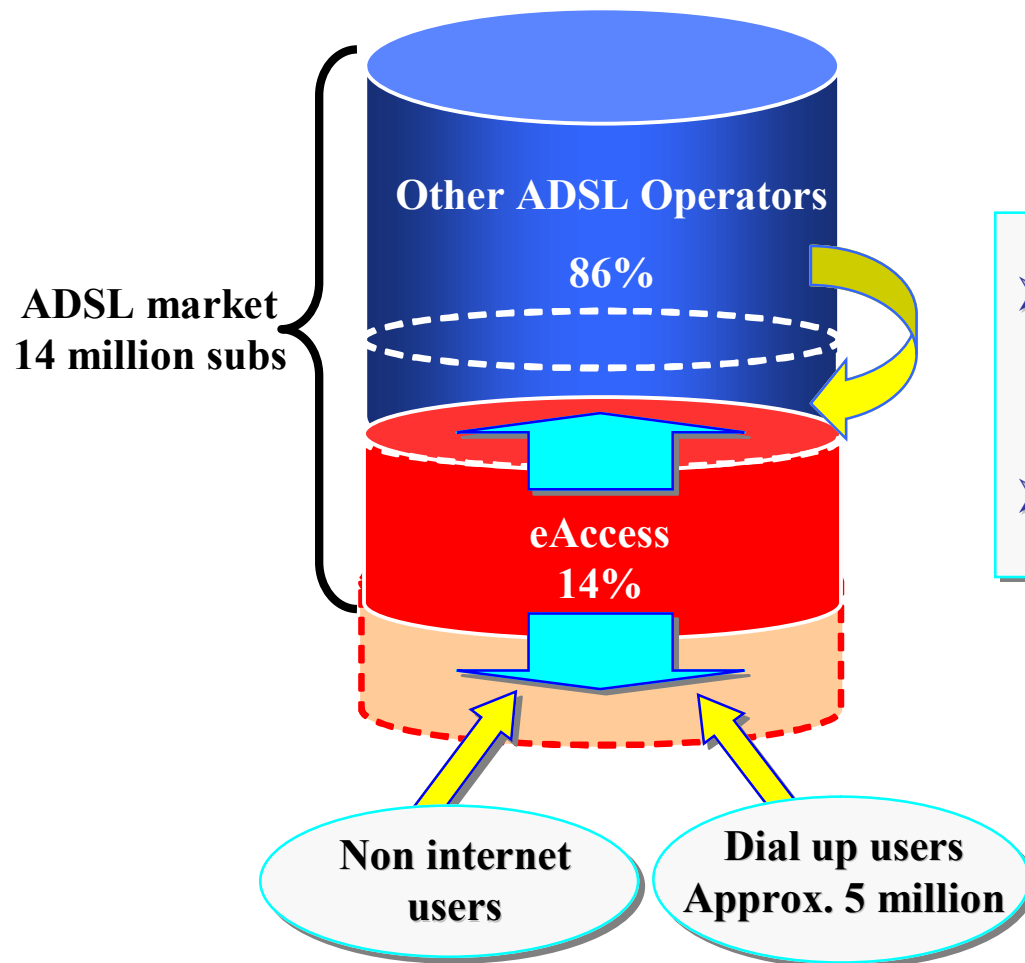 Other ADSL Operators
86%
ADSL market
14 million subs
eAccess
14%
Non internet
users
Dial up users
Approx. 5 million